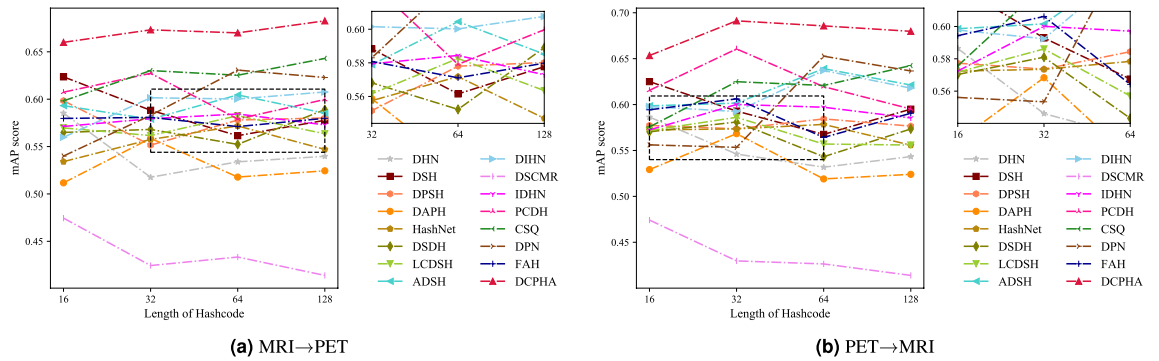 0.65
0.60
0.55
0.50
0.45
mAP score
16
32
64
128
Length of Hashcode
0.60
0.58
0.56
32
64
128
DHN
DSH
DPSH
DAPH
HashNet
DSDH
LCDSH
ADSH
DIHN
DSCMR
IDHN
PCDH
CSQ
DPN
FAH
DCPHA
(a) MRI→PET
0.70
0.65
0.60
0.55
0.50
0.45
0.40
mAP score
16
32
64
128
Length of Hashcode
0.60
0.58
0.56
16
32
64
DHN
DSH
DPSH
DAPH
HashNet
DSDH
LCDSH
ADSH
DIHN
DSCMR
IDHN
PCDH
CSQ
DPN
FAH
DCPHA
(b) PET→MRI